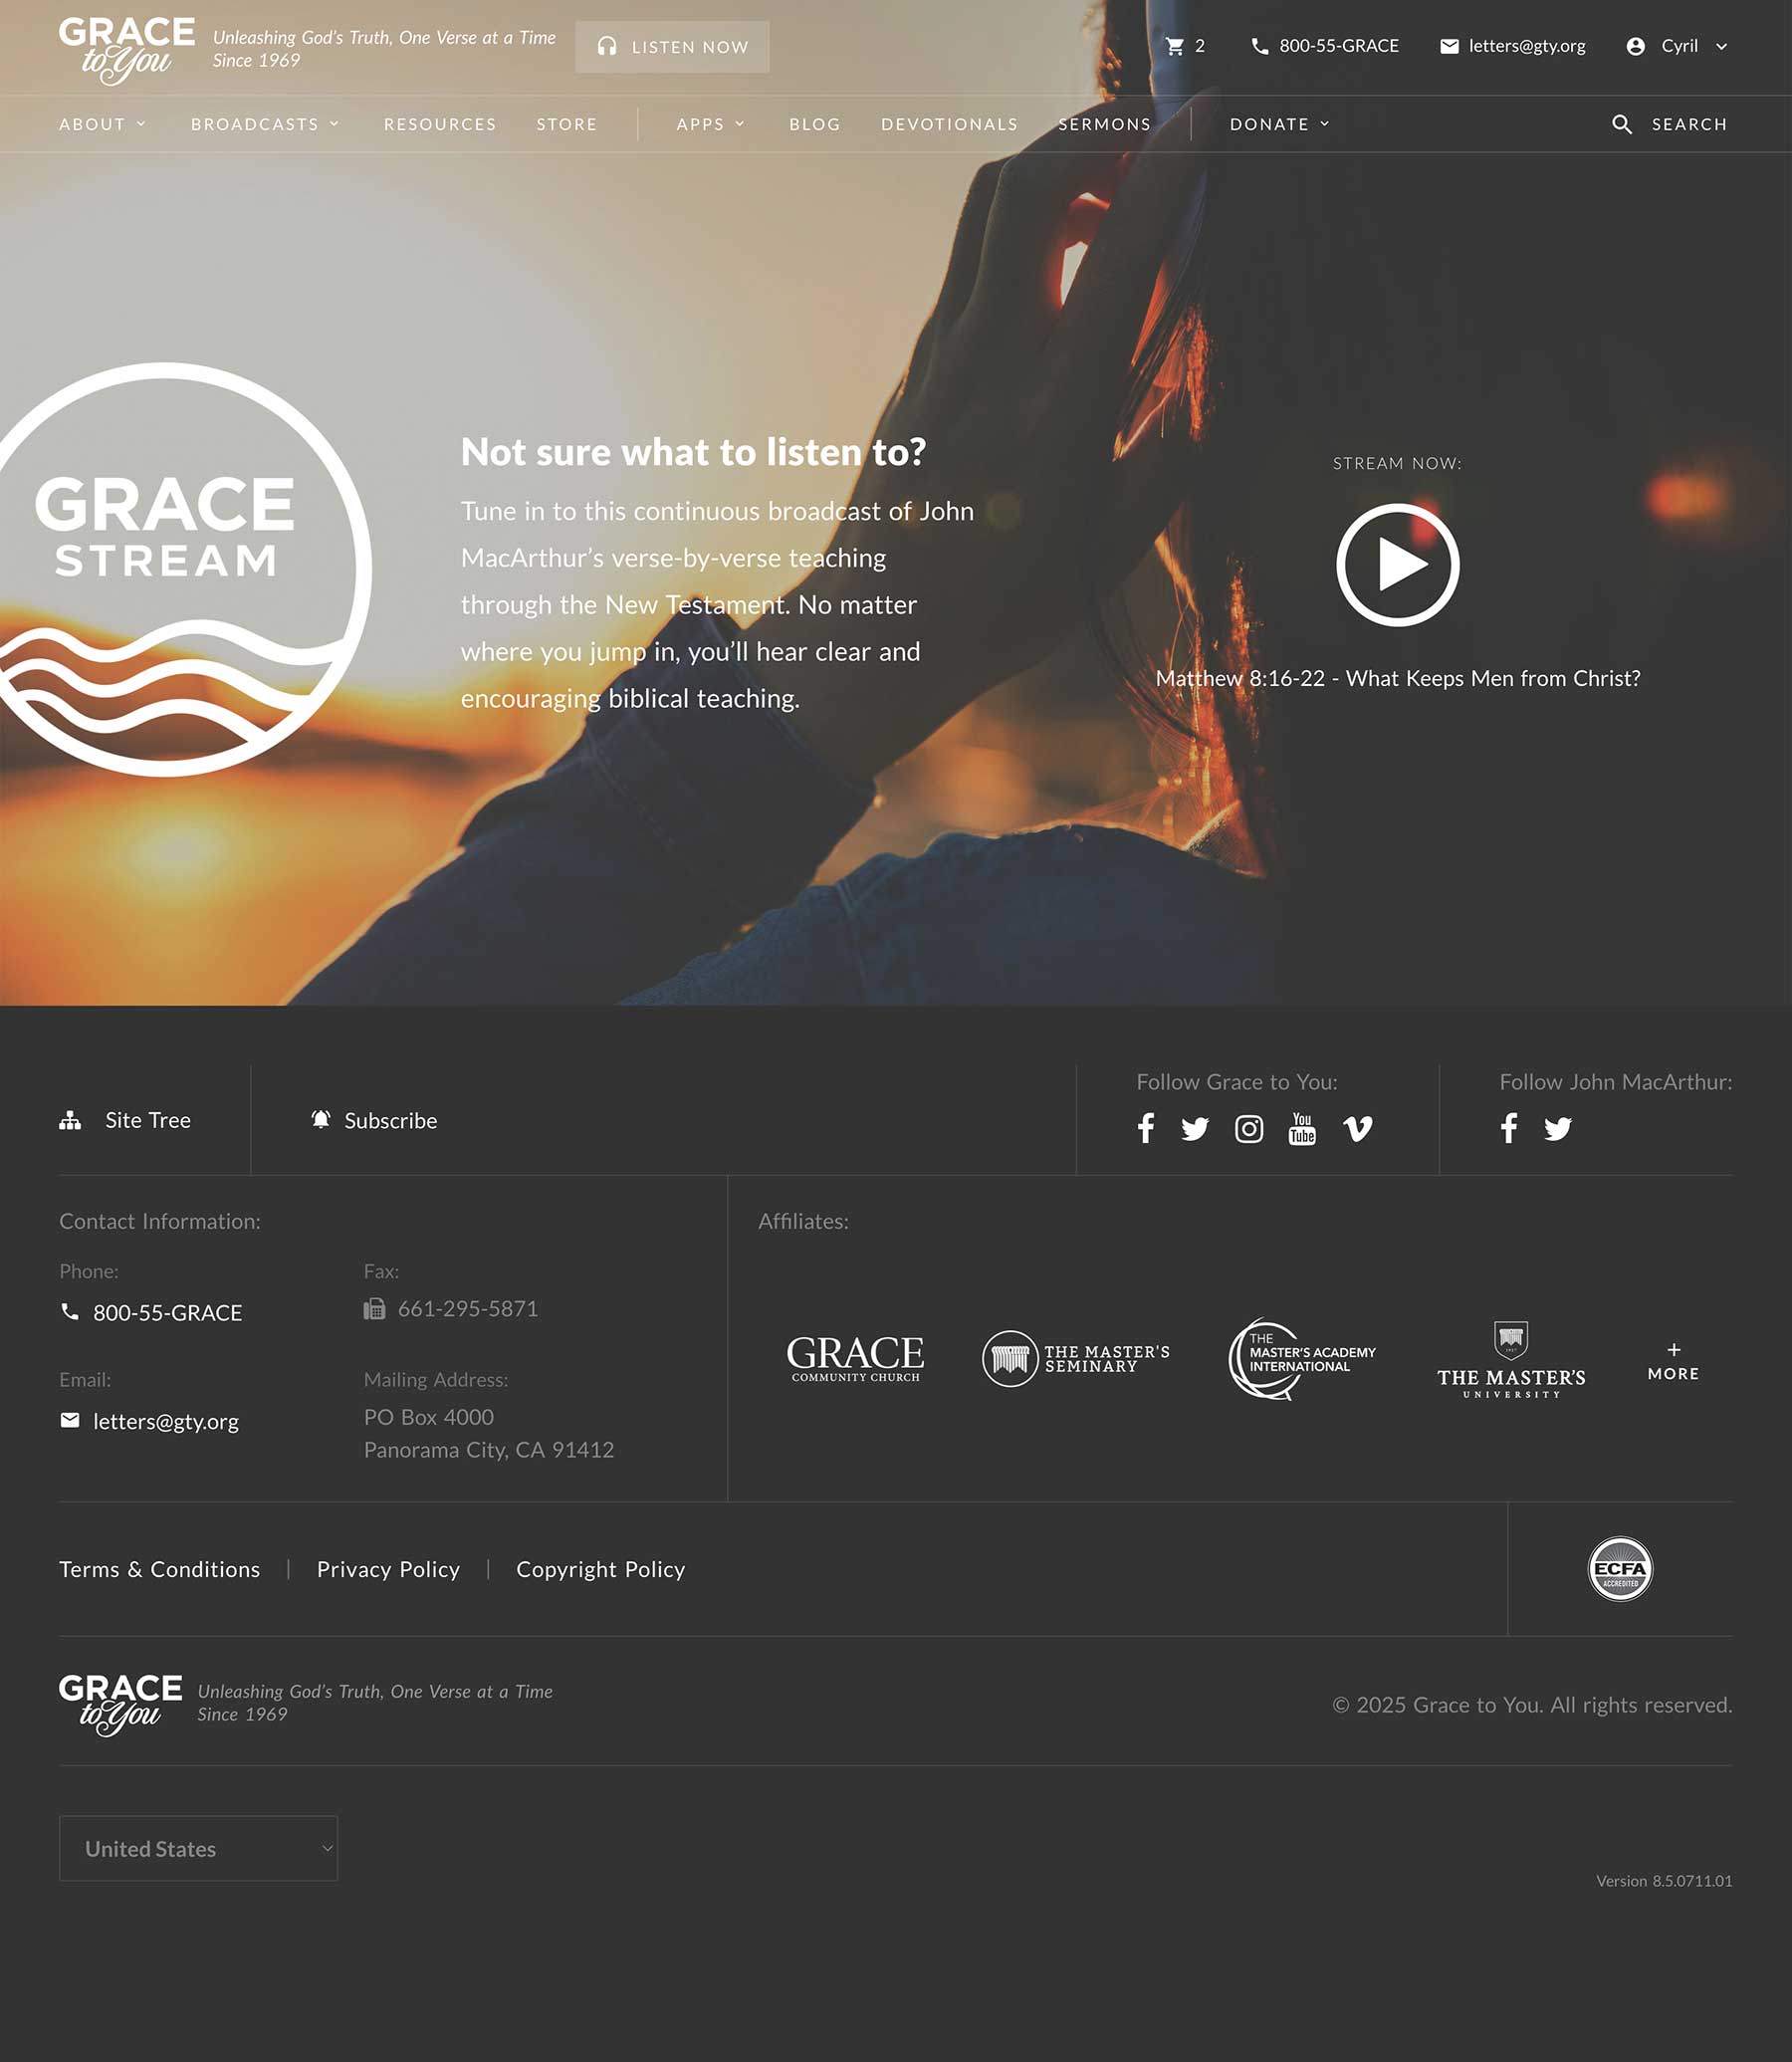 GRACE
to You
Unleashing God's Truth, One Verse at a Time
Since 1969
LISTEN NOW
2
800-55-GRACE
letters@gty.org
Cyril
ABOUT
BROADCASTS
RESOURCES
STORE
APPS
BLOG
DEVOTIONALS
SERMONS
DONATE
SEARCH
GRACE
STREAM
Not sure what to listen to?
Tune in to this continuous broadcast of John
MacArthur’s verse-by-verse teaching
through the New Testament. No matter
where you jump in, you’ll hear clear and
encouraging biblical teaching.
STREAM NOW:
Matthew 8:16-22 - What Keeps Men from Christ?
Site Tree
Subscribe
Follow Grace to You:
You
Tube
Follow John MacArthur:
Contact Information:
Phone:
800-55-GRACE
Fax:
661-295-5871
Email:
letters@gty.org
Mailing Address:
PO Box 4000
Panorama City, CA 91412
Affiliates:
GRACE
COMMUNITY CHURCH
THE MASTER'S
SEMINARY
THE
MASTER'S ACADEMY
INTERNATIONAL
THE MASTER'S
UNIVERSITY
+
MORE
Terms & Conditions
Privacy Policy
Copyright Policy
ECFA
ACCREDITED
GRACE
to You
Unleashing God's Truth, One Verse at a Time
Since 1969
© 2025 Grace to You. All rights reserved.
United States
Version 8.5.0711.01